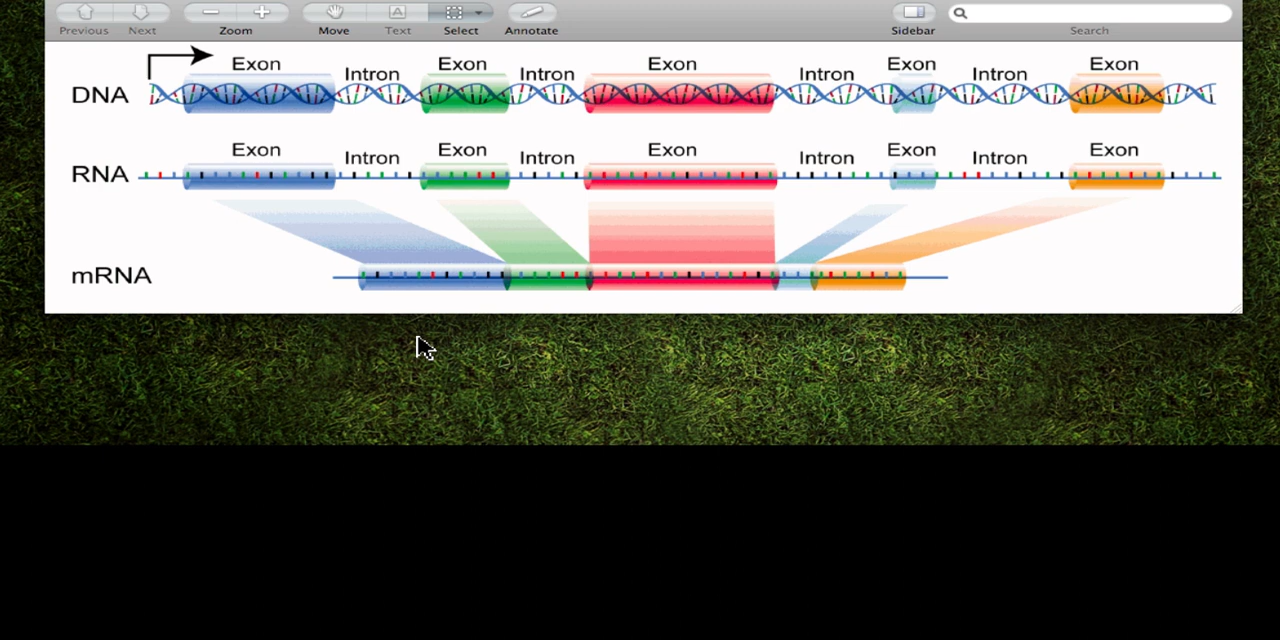 Previous Next Zoom Move Text Select Annotate Sidebar Search
Exon Intron Exon Intron Exon Intron Exon Intron Exon
DNA
Exon Intron Exon Intron Exon Intron Exon Intron Exon
RNA
mRNA